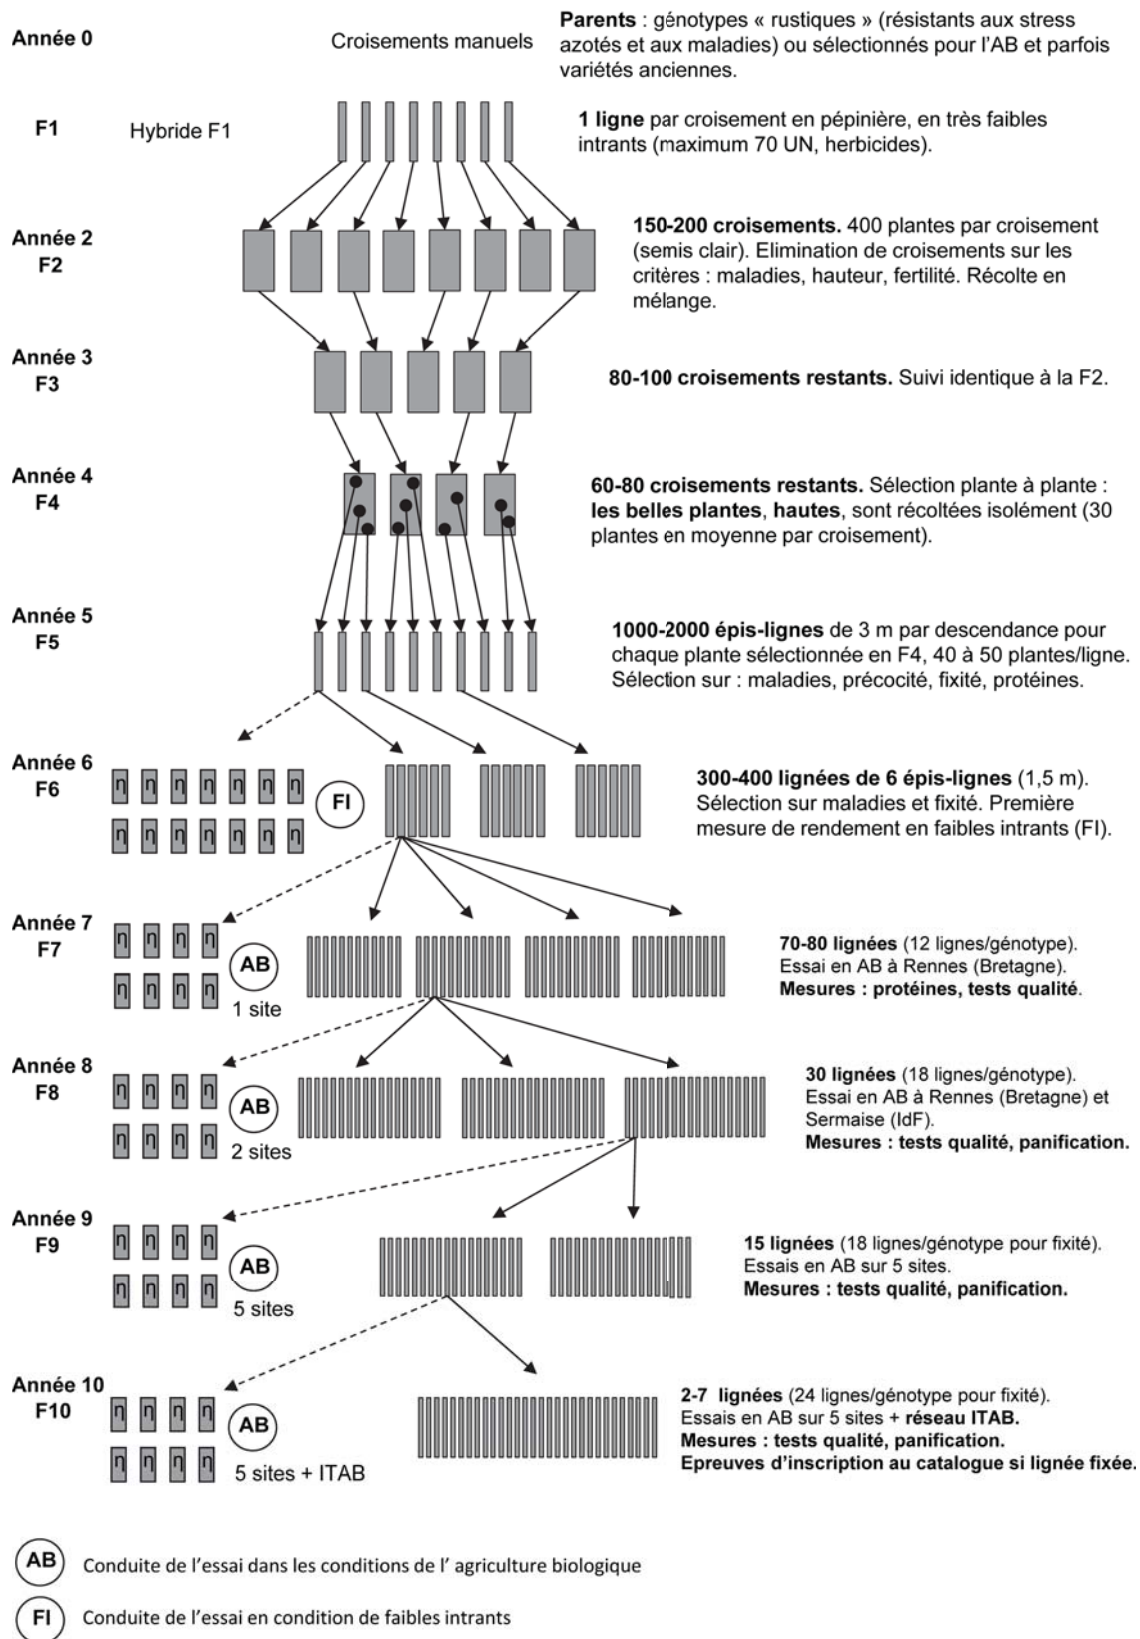 Année 0
Croisements manuels
Parents : génotypes « rustiques » (résistants aux stress
azotés et aux maladies) ou sélectionnés pour l'AB et parfois
variétés anciennes.
F1
Hybride F1
1 ligne par croisement en pépinière, en très faibles
intrants (maximum 70 UN, herbicides).
Année 2
F2
150-200 croisements. 400 plantes par croisement
(semis clair). Elimination de croisements sur les
critères : maladies, hauteur, fertilité. Récolte en
mélange.
Année 3
F3
80-100 croisements restants. Suivi identique à la F2.
Année 4
F4
60-80 croisements restants. Sélection plante à plante :
les belles plantes, hautes, sont récoltées isolément (30
plantes en moyenne par croisement).
Année 5
F5
1000-2000 épis-lignes de 3 m par descendance pour
chaque plante sélectionnée en F4, 40 à 50 plantes/ligne.
Sélection sur : maladies, précocité, fixité, protéines.
Année 6
F6
η η η η η η η
η η η η η η η
FI
300-400 lignées de 6 épis-lignes (1,5 m).
Sélection sur maladies et fixité. Première
mesure de rendement en faibles intrants (FI).
Année 7
F7
η η η η
η η η η
AB
1 site
70-80 lignées (12 lignes/génotype).
Essai en AB à Rennes (Bretagne).
Mesures : protéines, tests qualité.
Année 8
F8
η η η η
η η η η
AB
2 sites
30 lignées (18 lignes/génotype).
Essai en AB à Rennes (Bretagne) et
Sermaise (IdF).
Mesures : tests qualité, panification.
Année 9
F9
η η η η
η η η η
AB
5 sites
15 lignées (18 lignes/génotype pour fixité).
Essais en AB sur 5 sites.
Mesures : tests qualité, panification.
Année 10
F10
η η η η
η η η η
AB
5 sites + ITAB
2-7 lignées (24 lignes/génotype pour fixité).
Essais en AB sur 5 sites + réseau ITAB.
Mesures : tests qualité, panification.
Epreuves d'inscription au catalogue si lignée fixée.
AB Conduite de l'essai dans les conditions de l' agriculture biologique
FI Conduite de l'essai en condition de faibles intrants